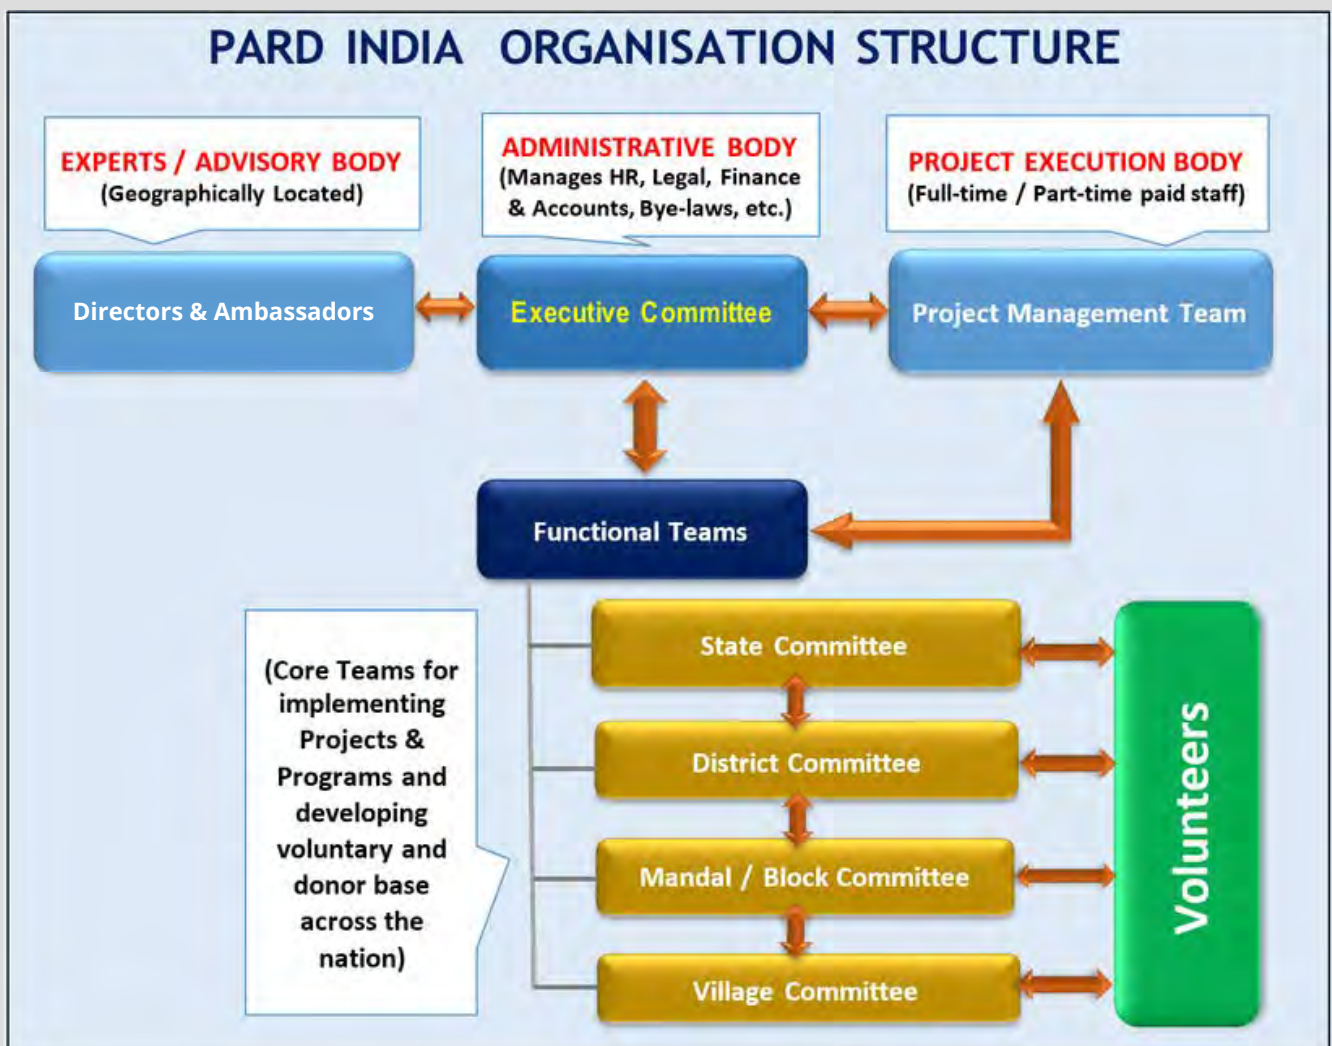 PARD INDIA ORGANISATION STRUCTURE
EXPERTS / ADVISORY BODY
(Geographically Located)
ADMINISTRATIVE BODY
(Manages HR, Legal, Finance
& Accounts, Bye-laws, etc.)
PROJECT EXECUTION BODY
(Full-time / Part-time paid staff)
Directors & Ambassadors
Executive Committee
Project Management Team
Functional Teams
(Core Teams for
implementing
Projects &
Programs and
developing
voluntary and
donor base
across the
nation)
State Committee
District Committee
Mandal / Block Committee
Village Committee
Volunteers